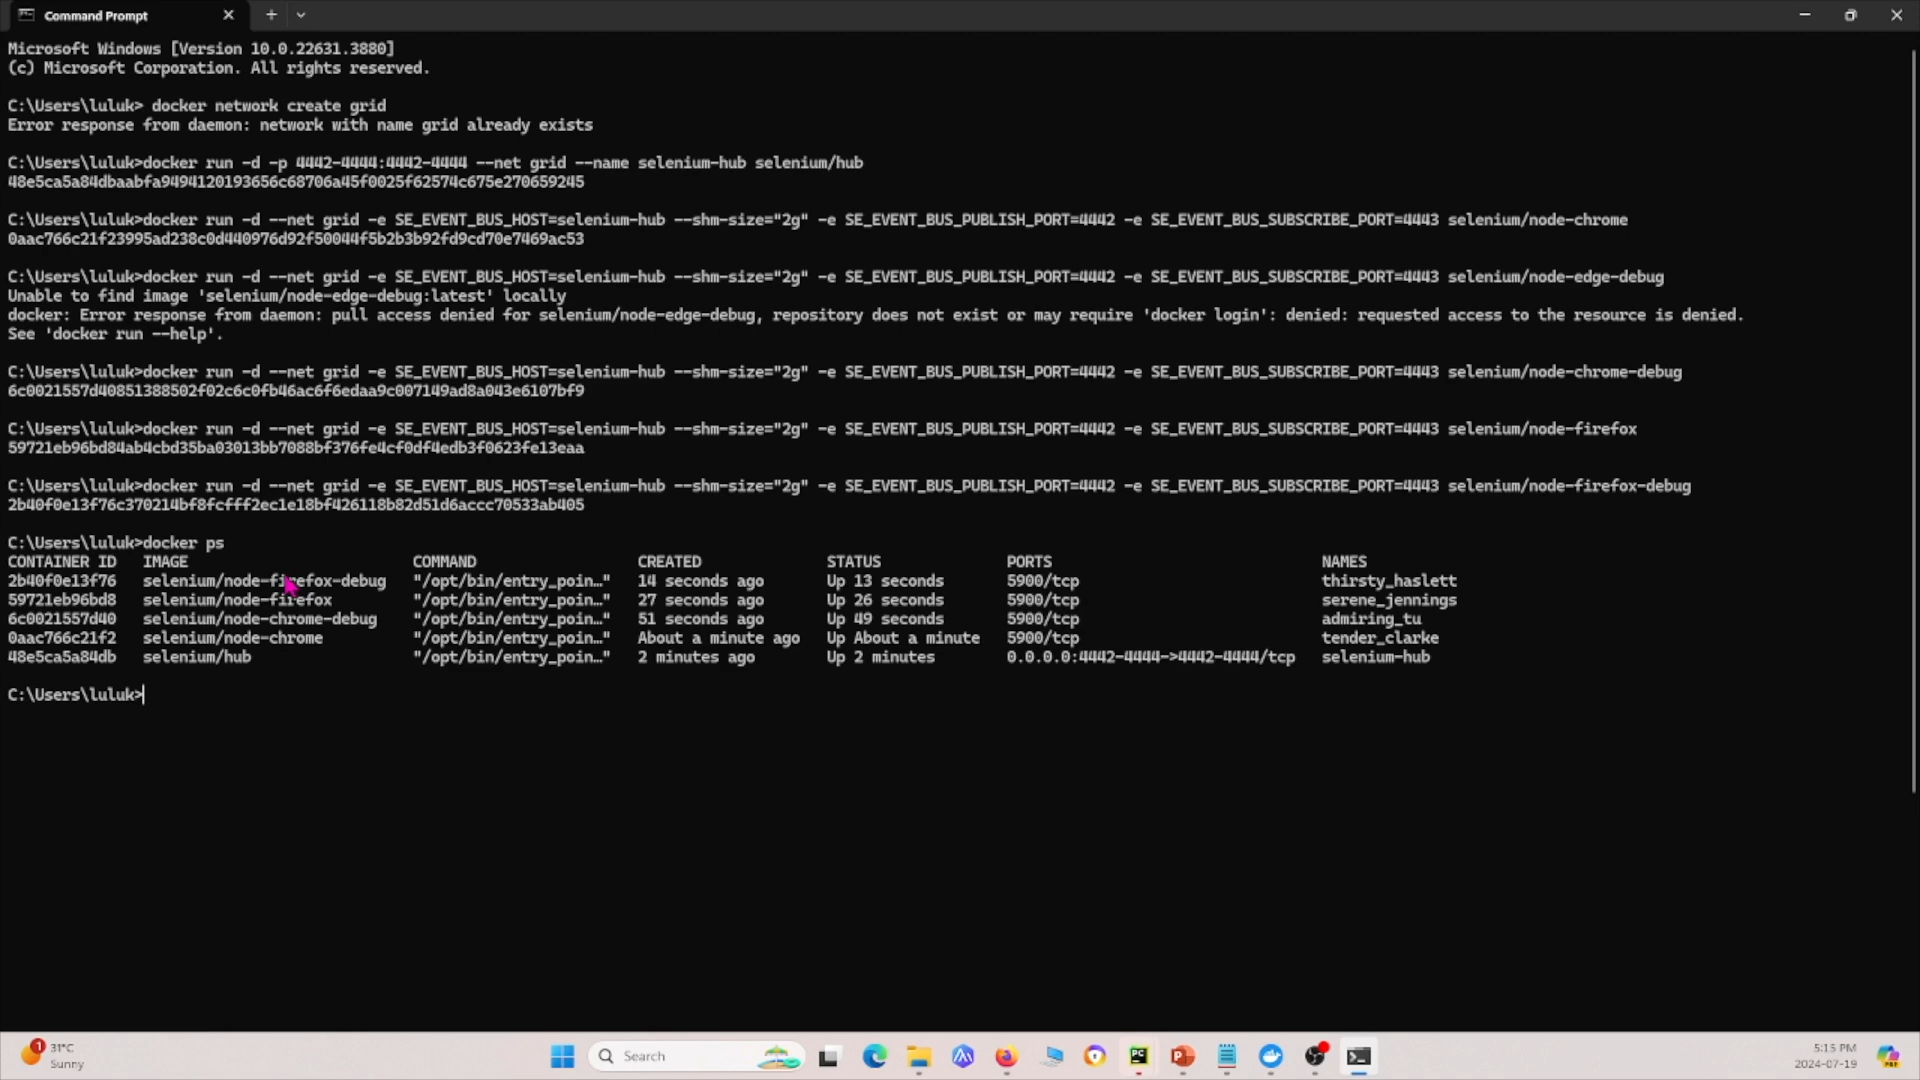 Command Prompt
Microsoft Windows [Version 10.0.22631.3880]
(c) Microsoft Corporation. All rights reserved.
C:\Users\luluk> docker network create grid
Error response from daemon: network with name grid already exists
C:\Users\luluk>docker run -d -p 4442-4444:4442-4444 --net grid --name selenium-hub selenium/hub
48e5ca5a84dbaabfa9494120193656c68706a45f0025f62574c675e270659245
C:\Users\luluk>docker run -d --net grid -e SE_EVENT_BUS_HOST=selenium-hub --shm-size="2g" -e SE_EVENT_BUS_PUBLISH_PORT=4442 -e SE_EVENT_BUS_SUBSCRIBE_PORT=4443 selenium/node-chrome
0aac766c21f23995ad238c0d440976d92f50044f5b2b3b92fd9cd70e7469ac53
C:\Users\luluk>docker run -d --net grid -e SE_EVENT_BUS_HOST=selenium-hub --shm-size="2g" -e SE_EVENT_BUS_PUBLISH_PORT=4442 -e SE_EVENT_BUS_SUBSCRIBE_PORT=4443 selenium/node-edge-debug
Unable to find image 'selenium/node-edge-debug:latest' locally
docker: Error response from daemon: pull access denied for selenium/node-edge-debug, repository does not exist or may require 'docker login': denied: requested access to the resource is denied.
See 'docker run --help'.
C:\Users\luluk>docker run -d --net grid -e SE_EVENT_BUS_HOST=selenium-hub --shm-size="2g" -e SE_EVENT_BUS_PUBLISH_PORT=4442 -e SE_EVENT_BUS_SUBSCRIBE_PORT=4443 selenium/node-chrome-debug
6c0021557d40851388502f02c6c0fb46ac6f6edaa9c007149ad8a043e6107bf9
C:\Users\luluk>docker run -d --net grid -e SE_EVENT_BUS_HOST=selenium-hub --shm-size="2g" -e SE_EVENT_BUS_PUBLISH_PORT=4442 -e SE_EVENT_BUS_SUBSCRIBE_PORT=4443 selenium/node-firefox
59721eb96bd84ab4cbd35ba03013bb7088bf376fe4cf0df4edb3f0623fe13eaa
C:\Users\luluk>docker run -d --net grid -e SE_EVENT_BUS_HOST=selenium-hub --shm-size="2g" -e SE_EVENT_BUS_PUBLISH_PORT=4442 -e SE_EVENT_BUS_SUBSCRIBE_PORT=4443 selenium/node-firefox-debug
2b40f0e13f76c370214bf8fcfff2ec1e18bf426118b82d51d6accc70533ab405
C:\Users\luluk>docker ps
CONTAINER ID IMAGE COMMAND CREATED STATUS PORTS NAMES
2b40f0e13f76 selenium/node-firefox-debug "/opt/bin/entry_poin…" 14 seconds ago Up 13 seconds 5900/tcp thirsty_haslett
59721eb96bd8 selenium/node-firefox "/opt/bin/entry_poin…" 27 seconds ago Up 26 seconds 5900/tcp serene_jennings
6c0021557d40 selenium/node-chrome-debug "/opt/bin/entry_poin…" 51 seconds ago Up 49 seconds 5900/tcp admiring_tu
0aac766c21f2 selenium/node-chrome "/opt/bin/entry_poin…" About a minute ago Up About a minute 5900/tcp tender_clarke
48e5ca5a84db selenium/hub "/opt/bin/entry_poin…" 2 minutes ago Up 2 minutes 0.0.0.0:4442-4444->4442-4444/tcp selenium-hub
C:\Users\luluk>
1
31°C
Sunny
Search
PC
P
5:15 PM
2024-07-19